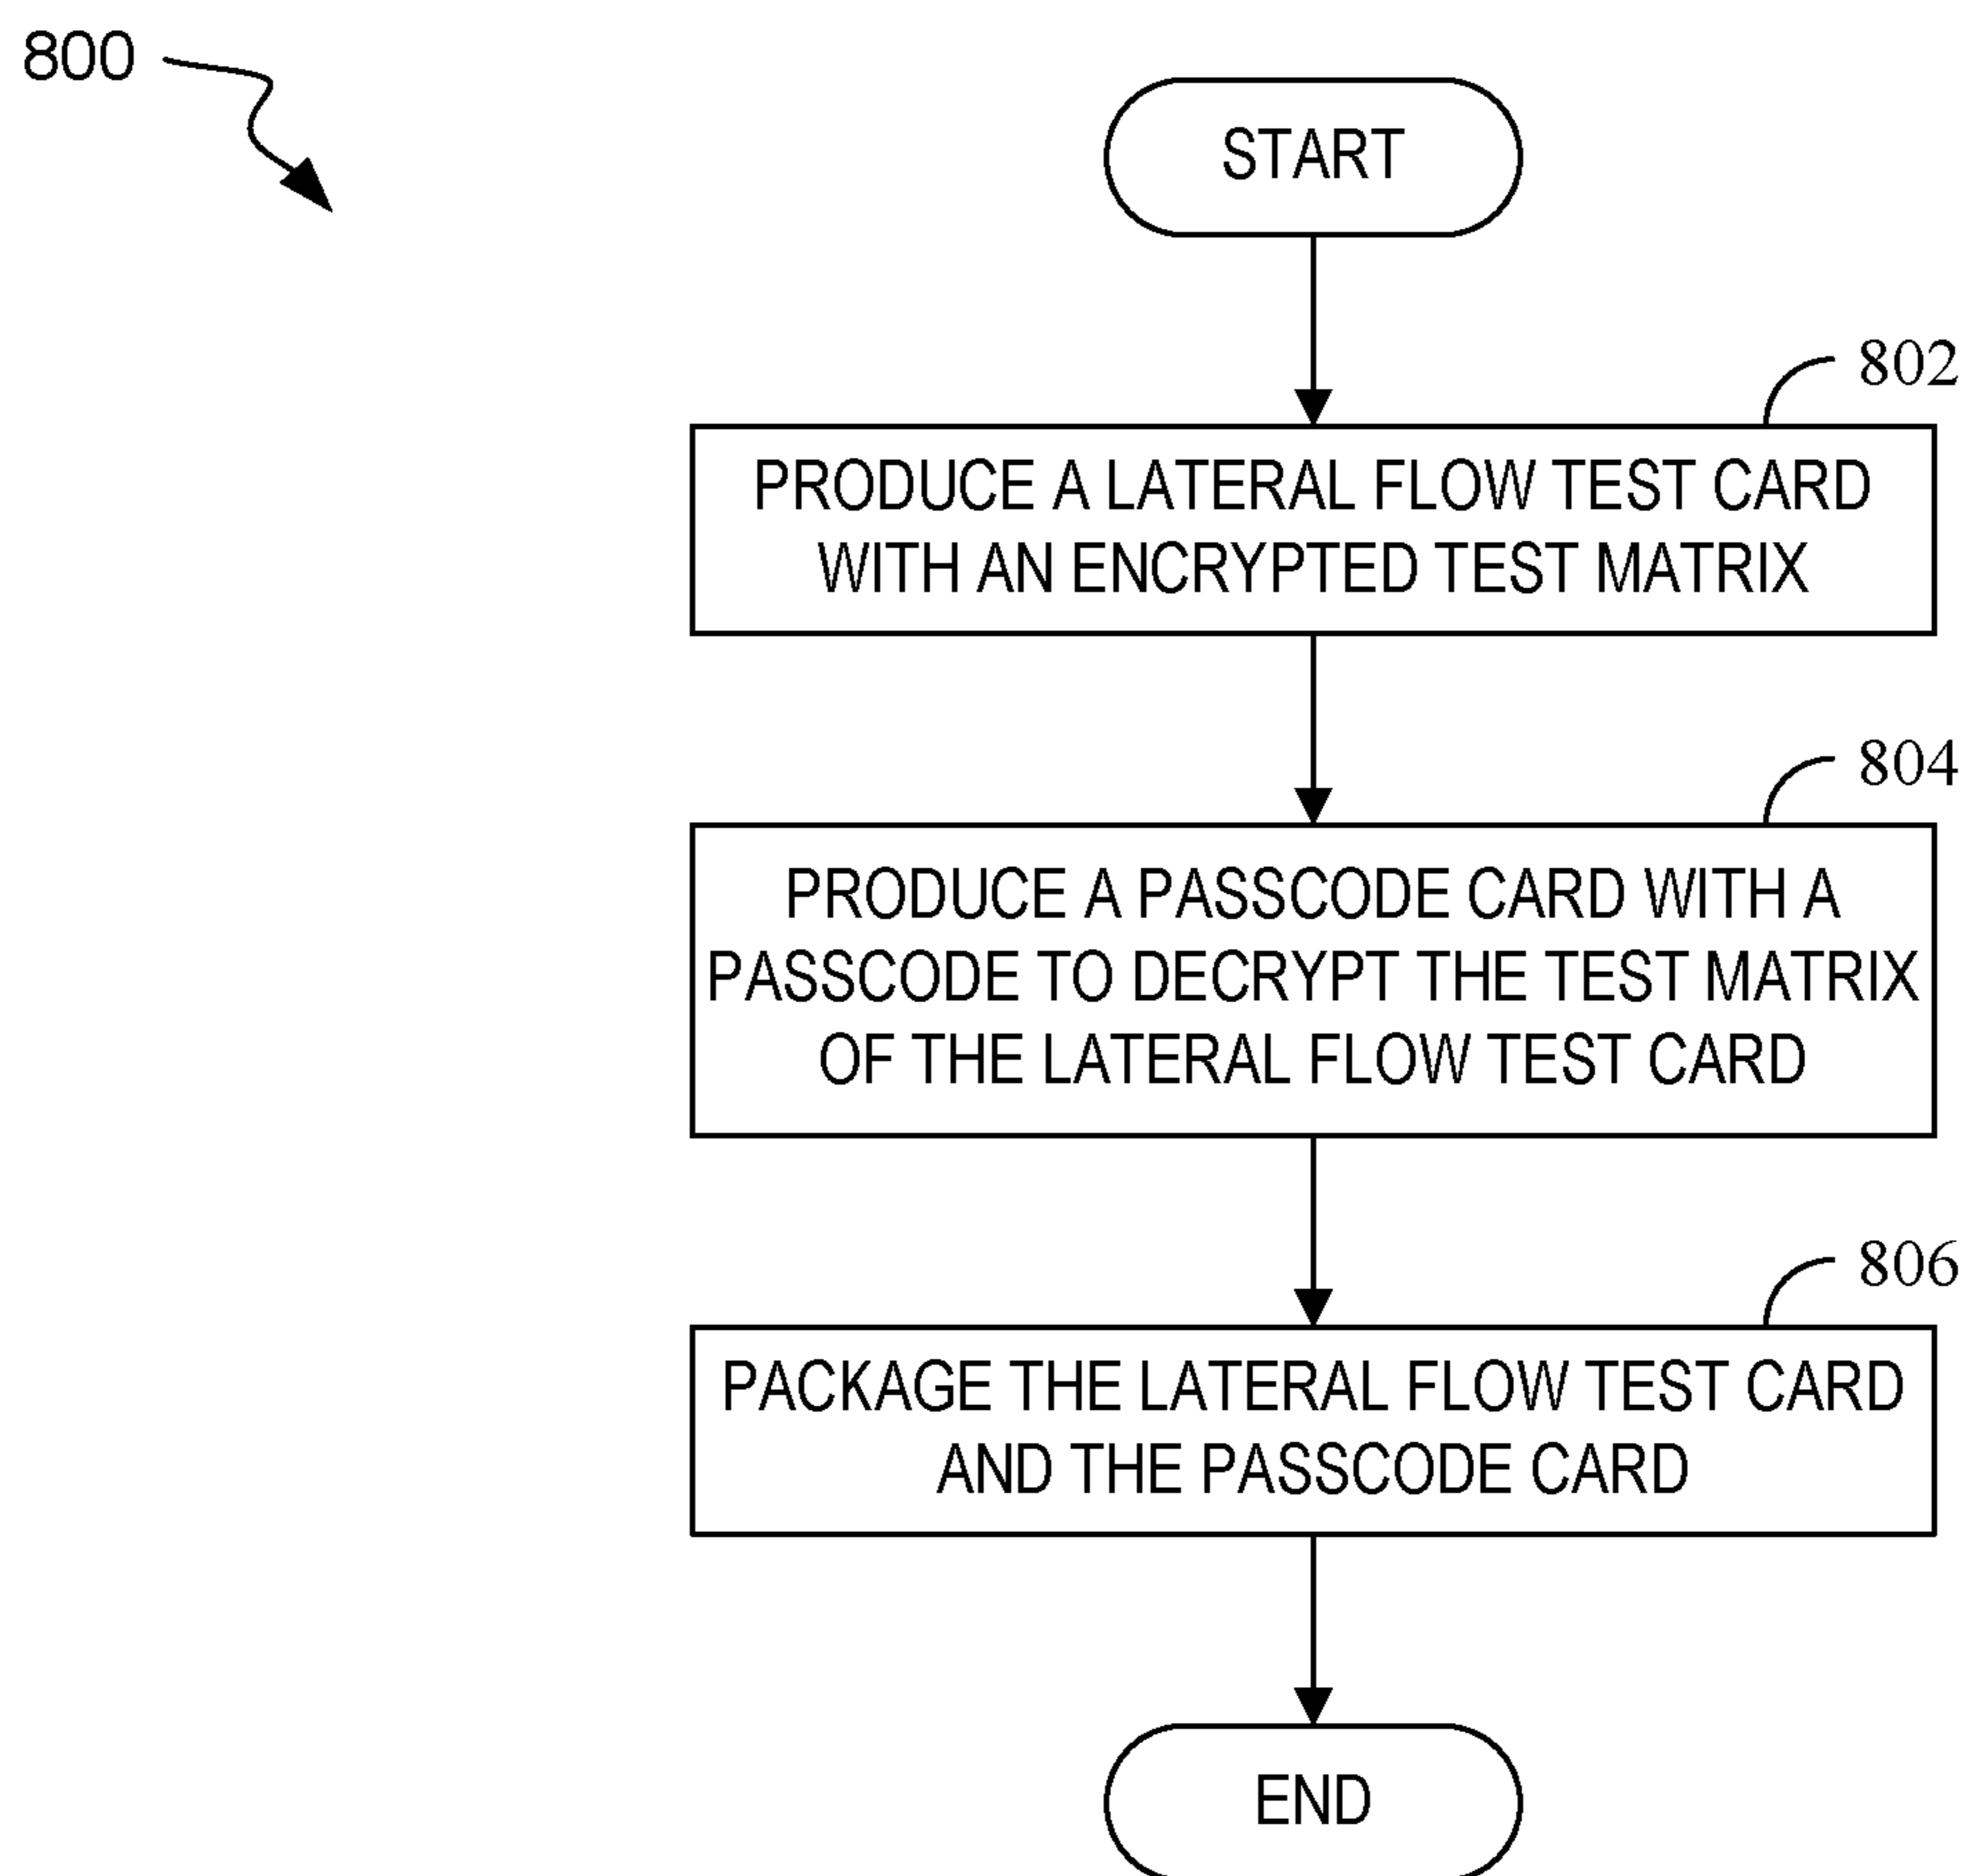 800
START
802
PRODUCE A LATERAL FLOW TEST CARD
WITH AN ENCRYPTED TEST MATRIX
804
PRODUCE A PASSCODE CARD WITH A
PASSCODE TO DECRYPT THE TEST MATRIX
OF THE LATERAL FLOW TEST CARD
806
PACKAGE THE LATERAL FLOW TEST CARD
AND THE PASSCODE CARD
END